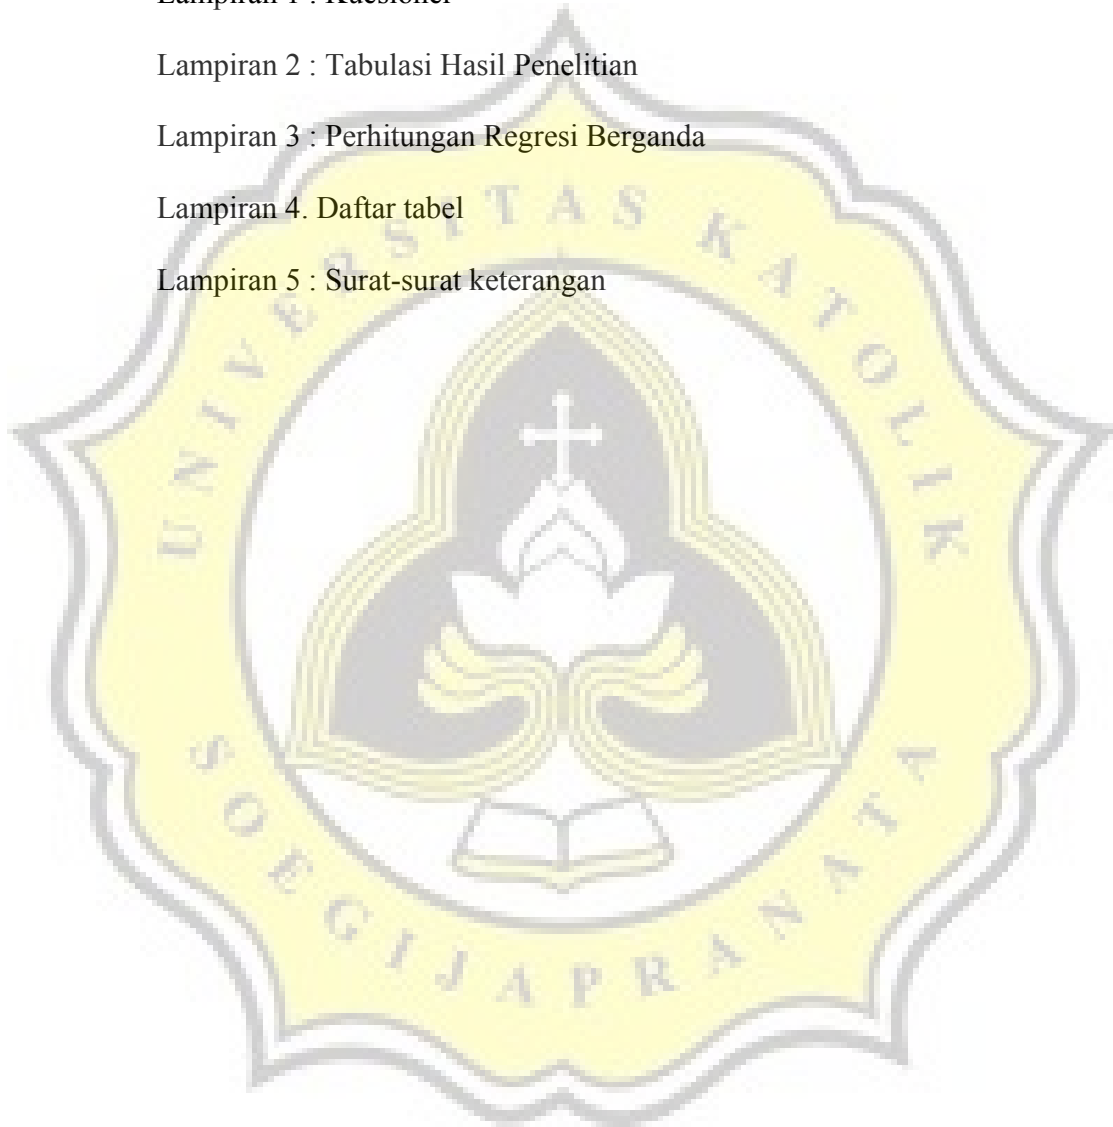 Lampiran 1 : Kuesioner
Lampiran 2 : Tabulasi Hasil Penelitian
Lampiran 3 : Perhitungan Regresi Berganda
Lampiran 4. Daftar tabel
Lampiran 5 : Surat-surat keterangan
UNIVERSITAS KATOLIK
SOEGIJAPRANATA